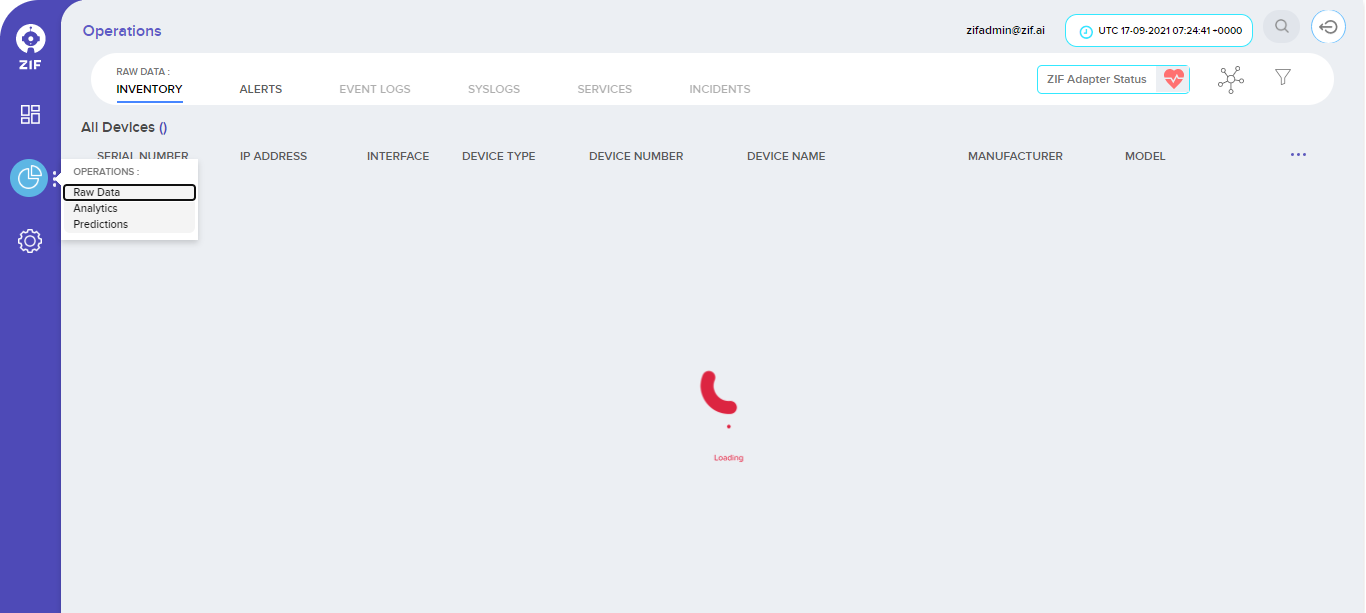 ZIF
Operations
zifadmin@zif.ai
UTC 17-09-2021 07:24:41 +0000
RAW DATA :
INVENTORY ALERTS EVENT LOGS SYSLOGS SERVICES INCIDENTS
ZIF Adapter Status
All Devices ()
SERIAL NUMBER IP ADDRESS INTERFACE DEVICE TYPE DEVICE NUMBER DEVICE NAME MANUFACTURER MODEL
OPERATIONS :
Raw Data
Analytics
Predictions
Loading